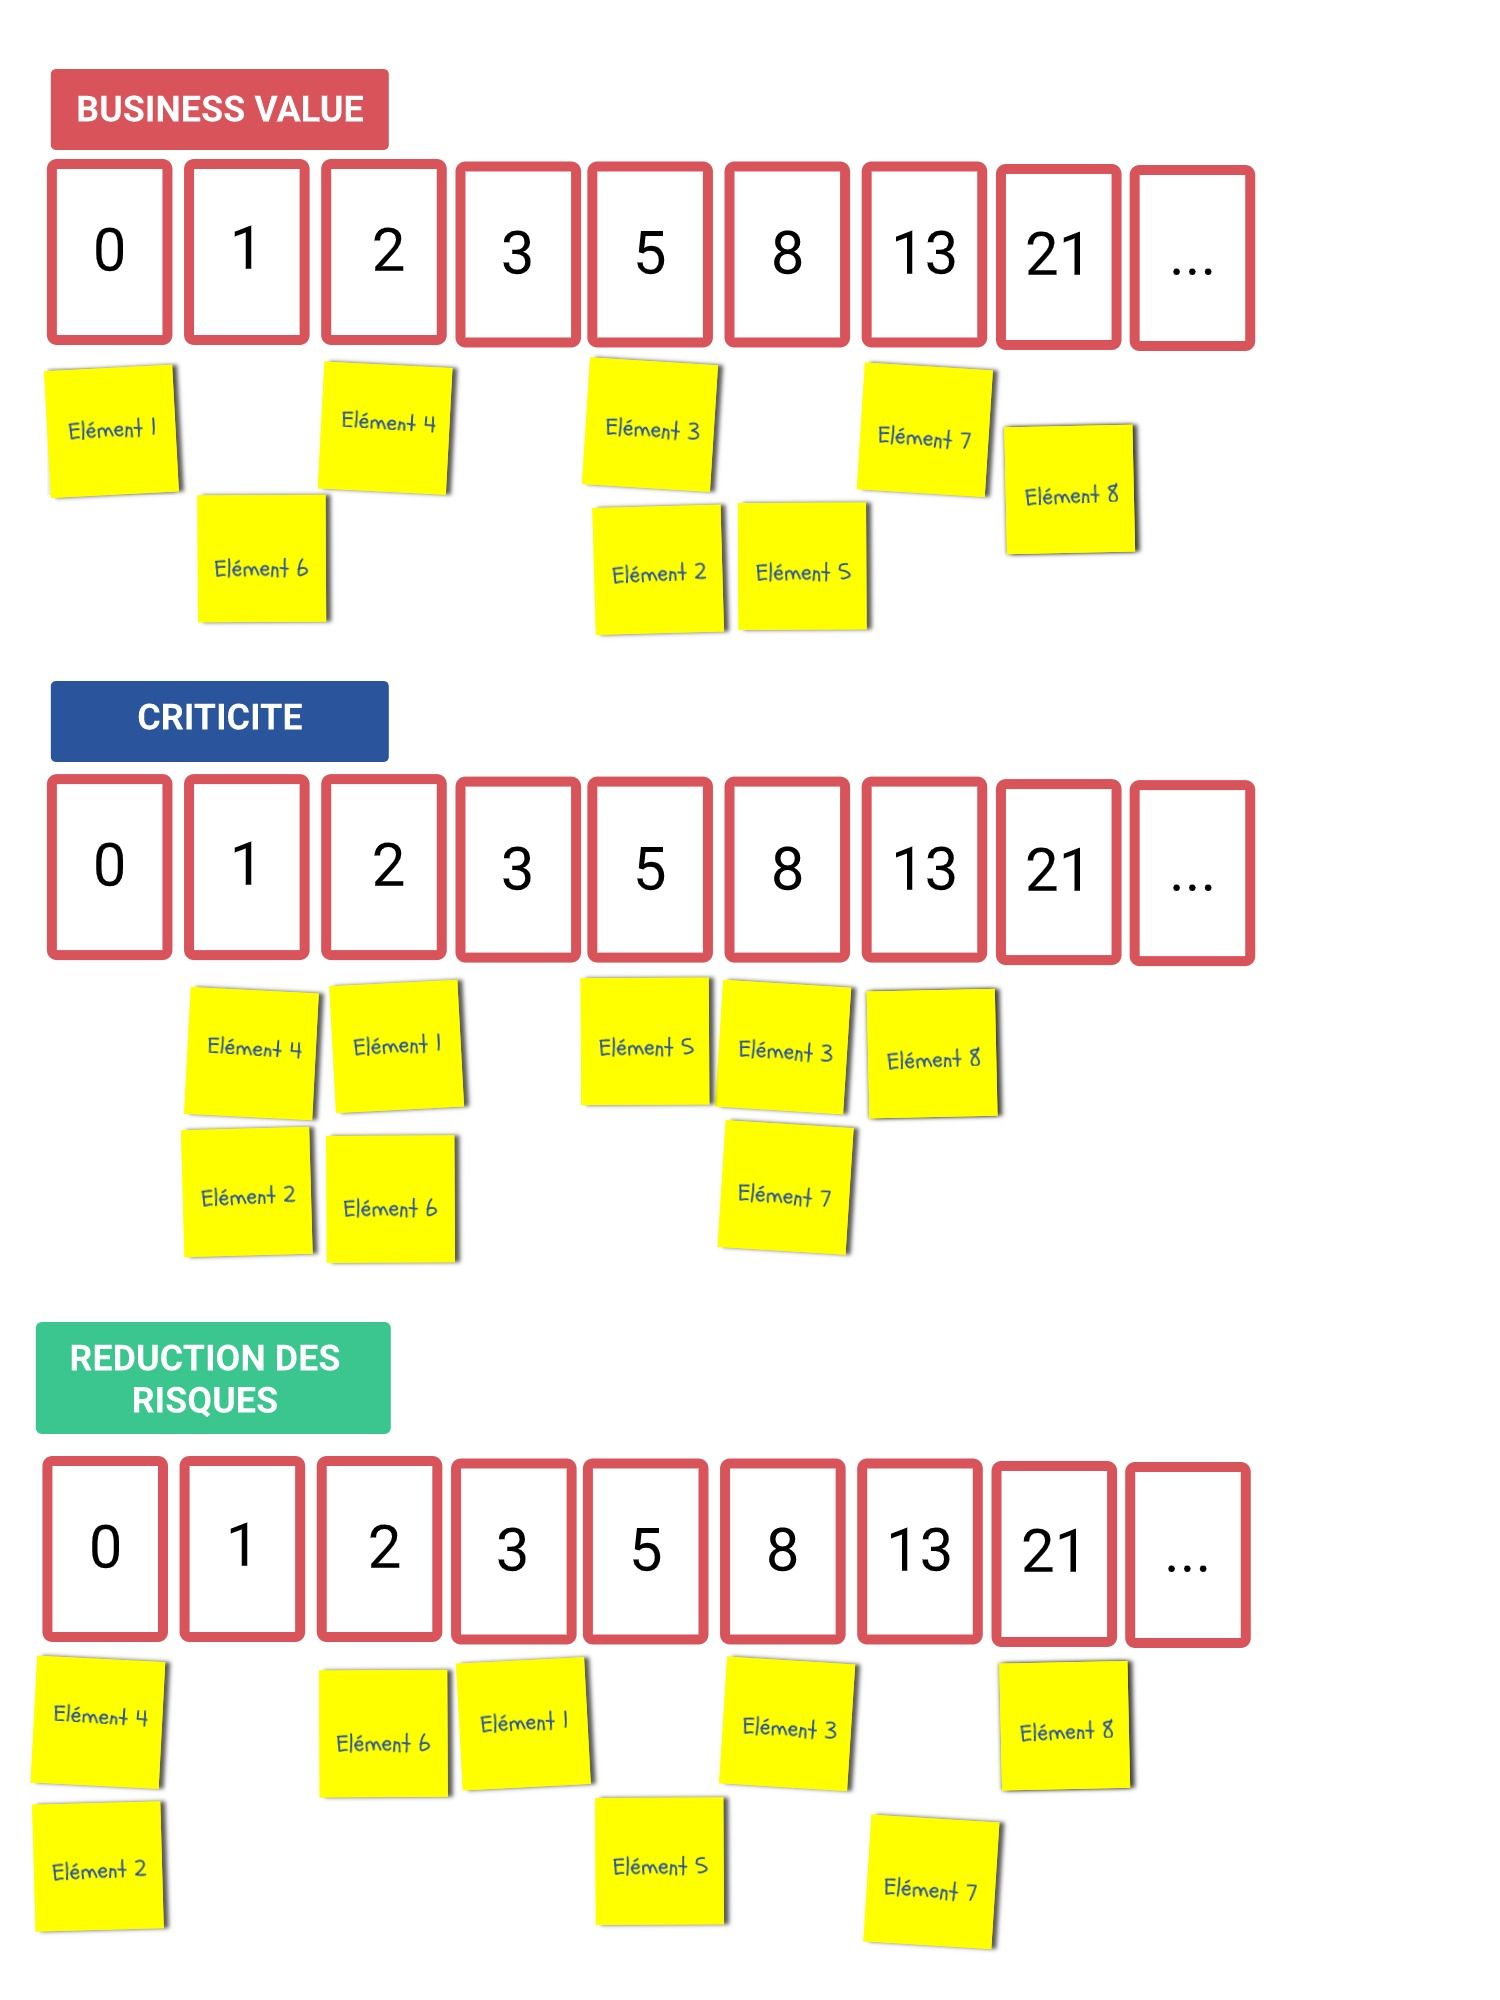 BUSINESS VALUE
0 1 2 3 5 8 13 21 ...
Elément 1 Elément 4 Elément 3 Elément 7
Elément 8
Elément 6 Elément 2 Elément 5
CRITICITE
0 1 2 3 5 8 13 21 ...
Elément 4 Elément 1 Elément 5 Elément 3 Elément 8
Elément 2 Elément 6 Elément 7
REDUCTION DES
RISQUES
0 1 2 3 5 8 13 21 ...
Elément 4 Elément 6 Elément 1 Elément 3 Elément 8
Elément 2 Elément 5 Elément 7